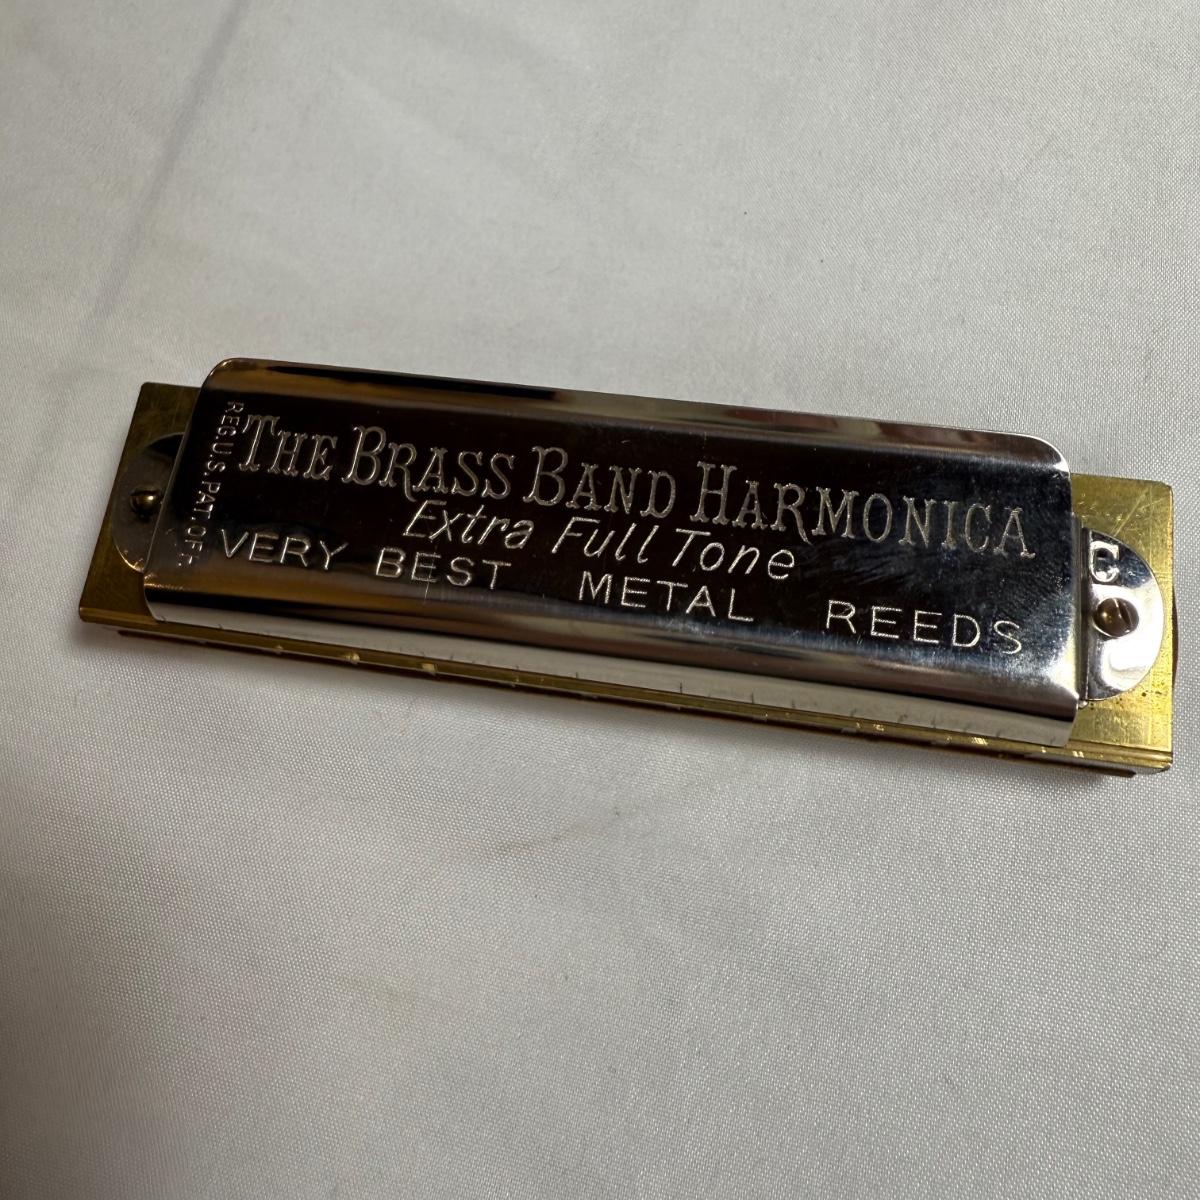 THE BRASS BAND HARMONICA
Extra Full Tone
VERY BEST METAL REEDS
REG.U.S. PAT. OFF.
C